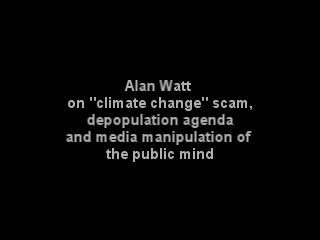 Alan Watt
on "climate change" scam,
depopulation agenda
and media manipulation of
the public mind